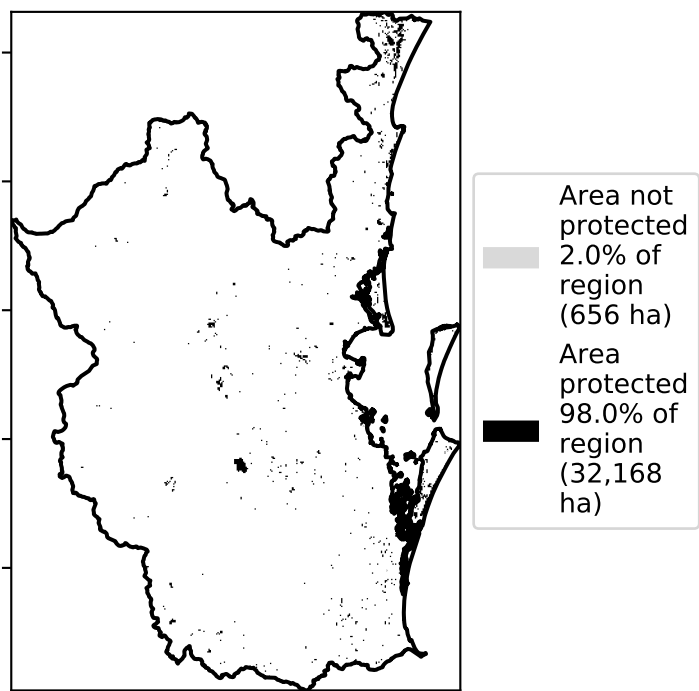 Area not
protected
2.0% of
region
(656 ha)
Area
protected
98.0% of
region
(32,168
ha)